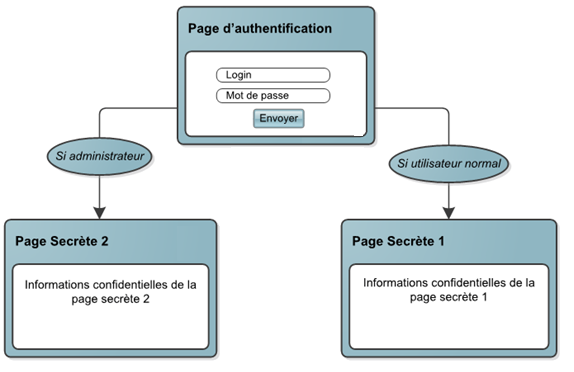 Page d'authentification
Login
Mot de passe
Envoyer
Si administrateur
Si utilisateur normal
Page Secrète 2
Informations confidentielles de la
page secrète 2
Page Secrète 1
Informations confidentielles de la
page secrète 1